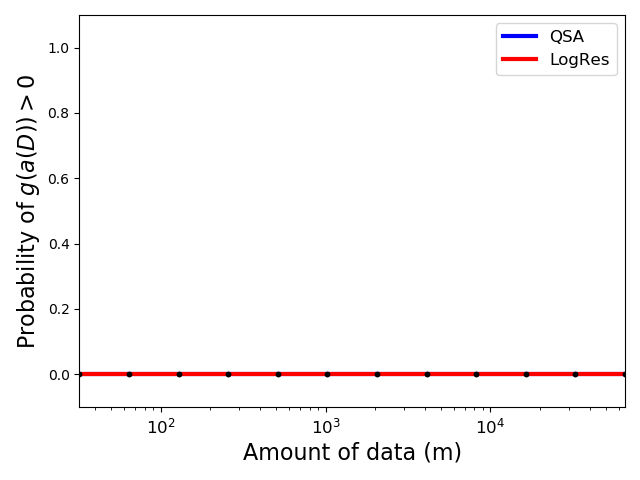 QSA
LogRes
1.0
0.8
0.6
0.4
0.2
0.0
Probability of g(a(D)) > 0
10²
10³
10⁴
Amount of data (m)